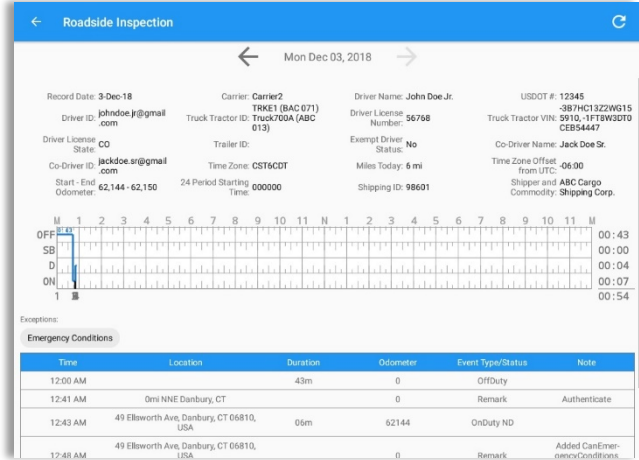 Roadside Inspection
Mon Dec 03, 2018
Record Date: 3-Dec-18
Carrier: Carrier2
Driver Name: John Doe Jr.
USDOT #: 12345
Driver ID: johndoe.jr@gmail
.com
Truck Tractor ID: TRKE1 (BAC 071)
Truck700A (ABC
013)
Driver License
Number: 56768
Truck Tractor VIN: -3B7HC13Z2WG15
5910, -1FT8W3DT0
CEB54447
Driver License
State: CO
Trailer ID:
Exempt Driver
Status: No
Co-Driver Name: Jack Doe Sr.
Co-Driver ID: jackdoe.sr@gmail
.com
Time Zone: CST6CDT
Miles Today: 6 mi
Time Zone Offset
from UTC: -06:00
Start - End
Odometer: 62,144 - 62,150
24 Period Starting
Time: 000000
Shipping ID: 98601
Shipper and
Commodity: ABC Cargo
Shipping Corp.
M 1 2 3 4 5 6 7 8 9 10 11 N 1 2 3 4 5 6 7 8 9 10 11 M
OFF 0:43 00:43
SB 00:00
D 00:04
ON 00:07
1 00:54
Exceptions:
Emergency Conditions
Time Location Duration Odometer Event Type/Status Note
12:00 AM 43m 0 OffDuty
12:41 AM 0mi NNE Danbury, CT 0 Remark Authenticate
12:43 AM 49 Ellsworth Ave, Danbury, CT 06810,
USA 06m 62144 OnDuty ND
12:48 AM 49 Ellsworth Ave, Danbury, CT 06810,
USA 0 Remark Added CanEmer-
gencyConditions